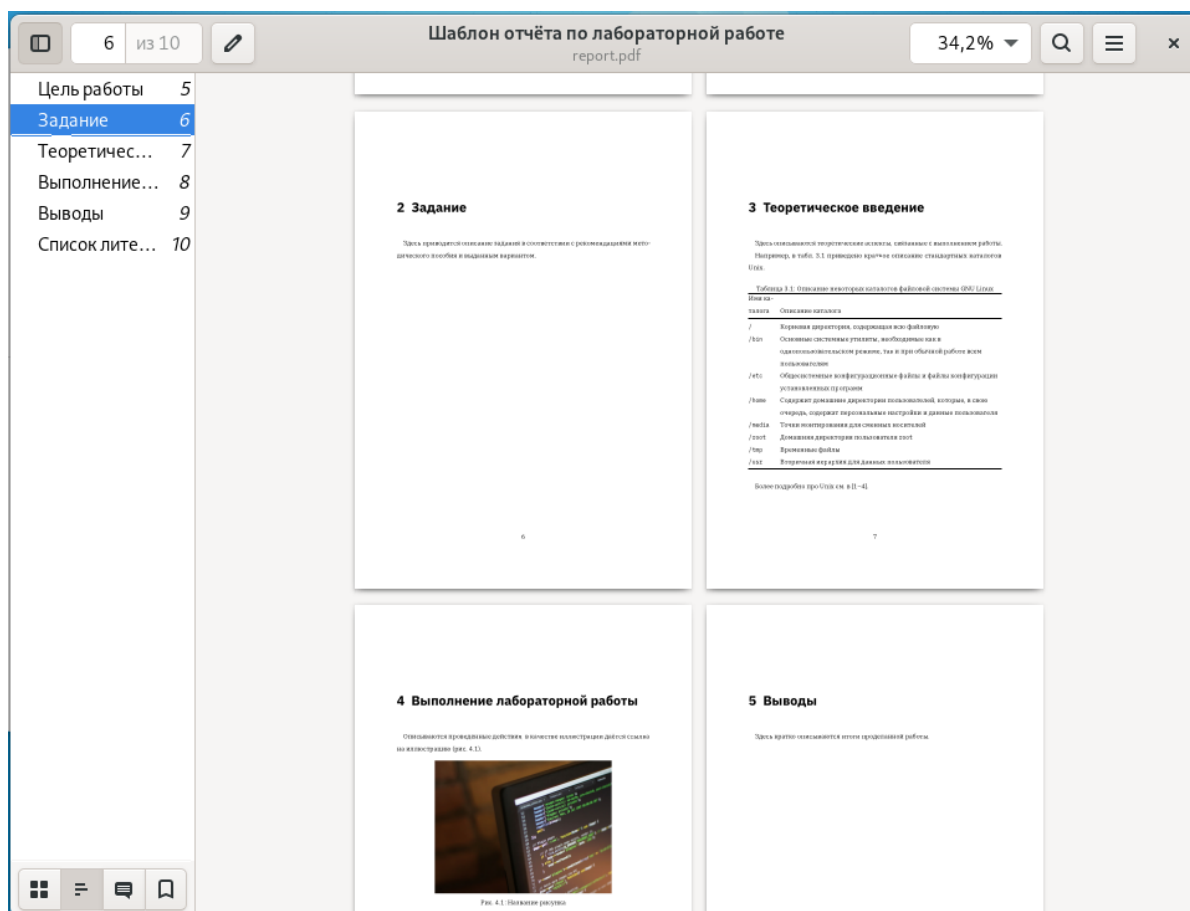 6 из 10
Шаблон отчёта по лабораторной работе
report.pdf
34,2%
Цель работы 5
Задание 6
Теоретичес... 7
Выполнение... 8
Выводы 9
Список лите... 10
2 Задание
Здесь приводится описание задания в соответствии с рекомендациями мето-
дического пособия и выданным вариантом.
6
3 Теоретическое введение
Здесь описываются теоретические аспекты, связанные с выполнением работы.
Например, в табл. 3.1 приведено краткое описание стандартных каталогов
Unix.
Таблица 3.1: Описание некоторых каталогов файловой системы GNU Linux
Имя ка-
талога Описание каталога
/ Корневая директория, содержащая всю файловую
/bin Основные системные утилиты, необходимые как в
однопользовательском режиме, так и при обычной работе всем
пользователям
/etc Общесистемные конфигурационные файлы и файлы конфигурации
установленных программ
/home Содержит домашние директории пользователей, которые, в свою
очередь, содержат персональные настройки и данные пользователя
/media Точки монтирования для сменных носителей
/root Домашняя директория пользователя root
/tmp Временные файлы
/usr Вторичная иерархия для данных пользователя
Более подробно про Unix см. в [1–4].
7
4 Выполнение лабораторной работы
Описываются проведённые действия, в качестве иллюстрации даётся ссылка
на иллюстрацию (рис. 4.1).
Рис. 4.1: Название рисунка
5 Выводы
Здесь кратко описываются итоги проделанной работы.